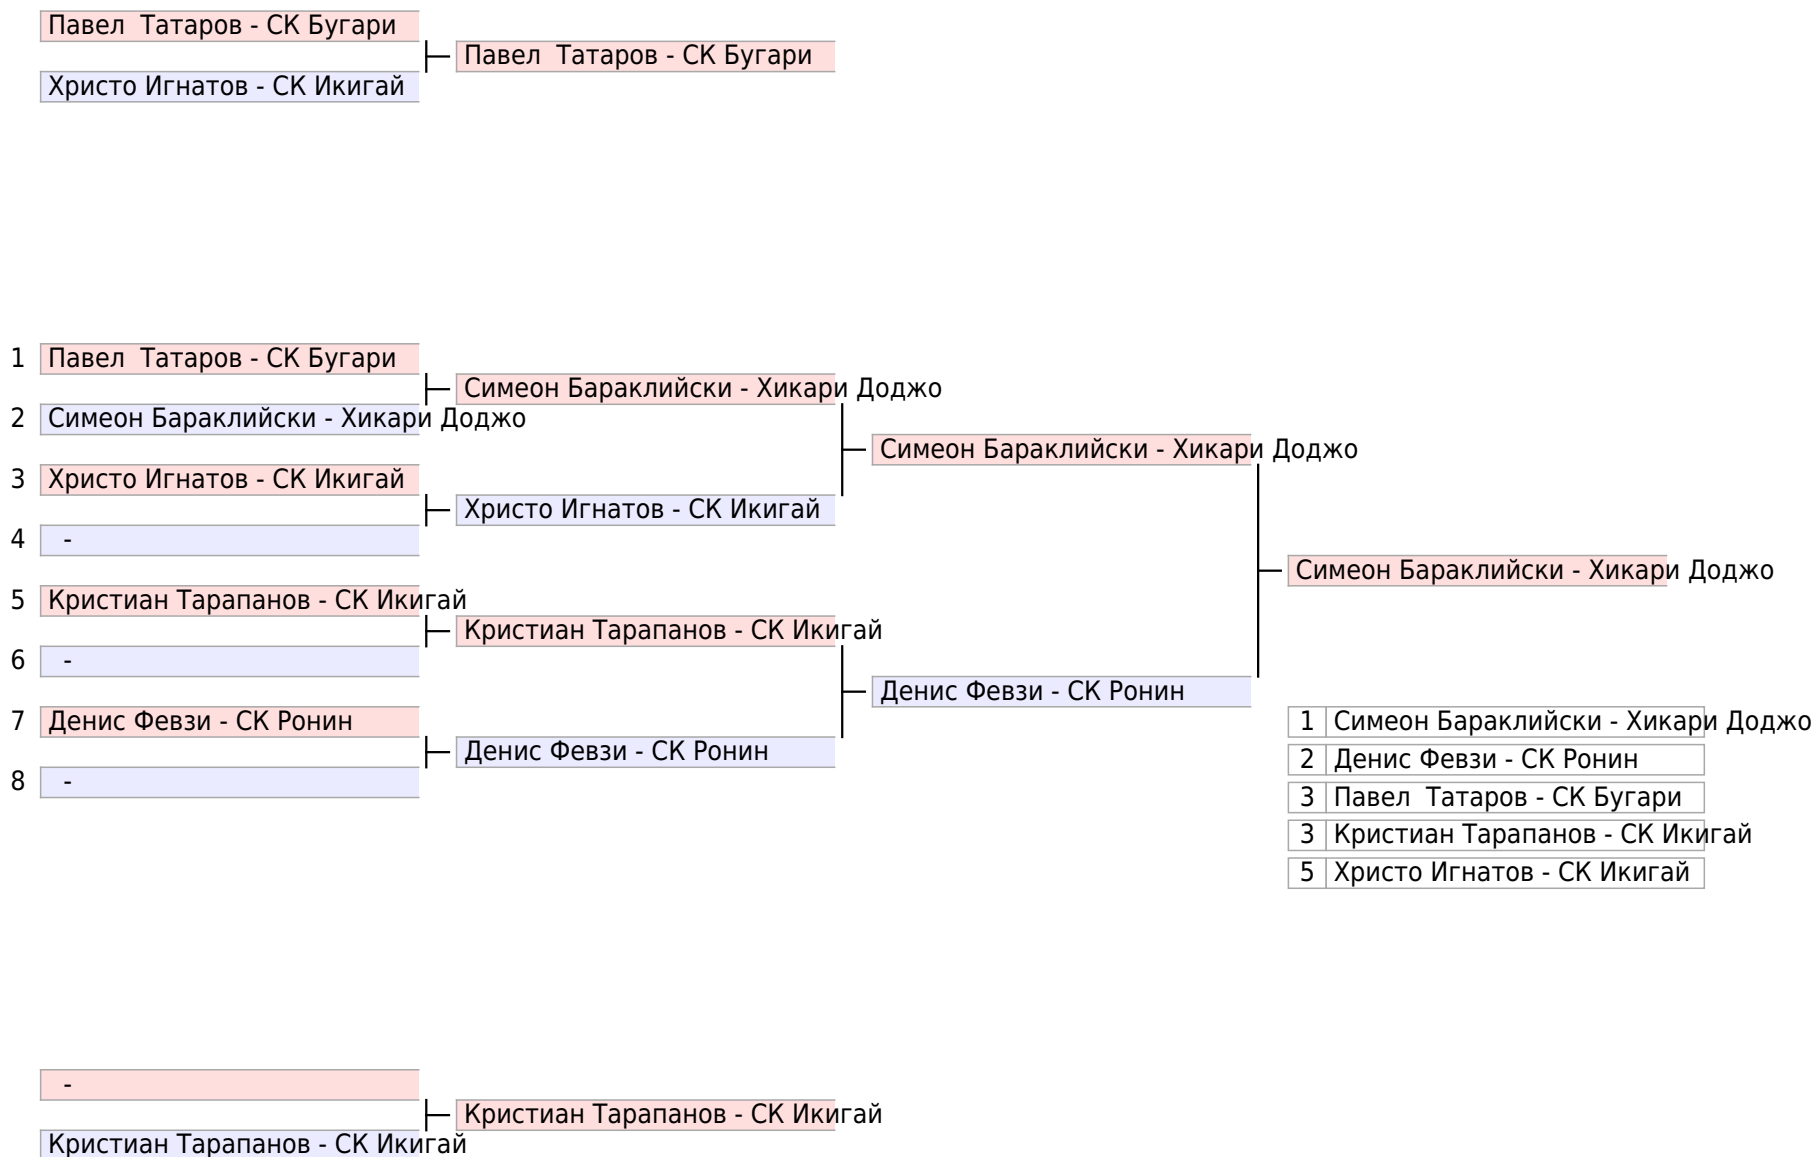 Павел  Татаров - СК Бугари
Павел  Татаров - СК Бугари
Христо Игнатов - СК Икигай
1 Павел  Татаров - СК Бугари
Симеон Бараклийски - Хикари Доджо
2 Симеон Бараклийски - Хикари Доджо
Симеон Бараклийски - Хикари Доджо
3 Христо Игнатов - СК Икигай
Христо Игнатов - СК Икигай
4 -
Симеон Бараклийски - Хикари Доджо
5 Кристиан Тарапанов - СК Икигай
Кристиан Тарапанов - СК Икигай
6 -
Денис Февзи - СК Ронин
7 Денис Февзи - СК Ронин
Денис Февзи - СК Ронин
8 -
1 Симеон Бараклийски - Хикари Доджо
2 Денис Февзи - СК Ронин
3 Павел  Татаров - СК Бугари
3 Кристиан Тарапанов - СК Икигай
5 Христо Игнатов - СК Икигай
-
Кристиан Тарапанов - СК Икигай
Кристиан Тарапанов - СК Икигай